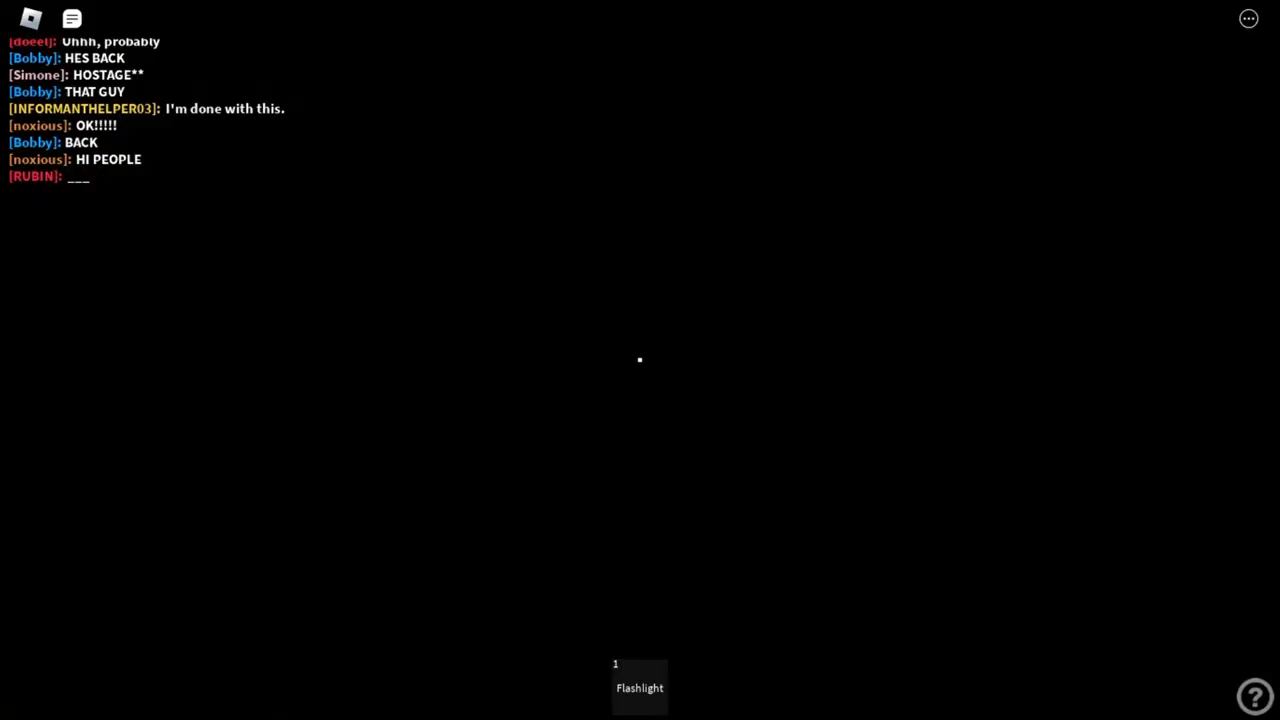 [doeel]: Uhhh, probably
[Bobby]: HES BACK
[Simone]: HOSTAGE**
[Bobby]: THAT GUY
[INFORMANTHELPER03]: I'm done with this.
[noxious]: OK!!!!!
[Bobby]: BACK
[noxious]: HI PEOPLE
[RUBIN]: ___
1
Flashlight
?